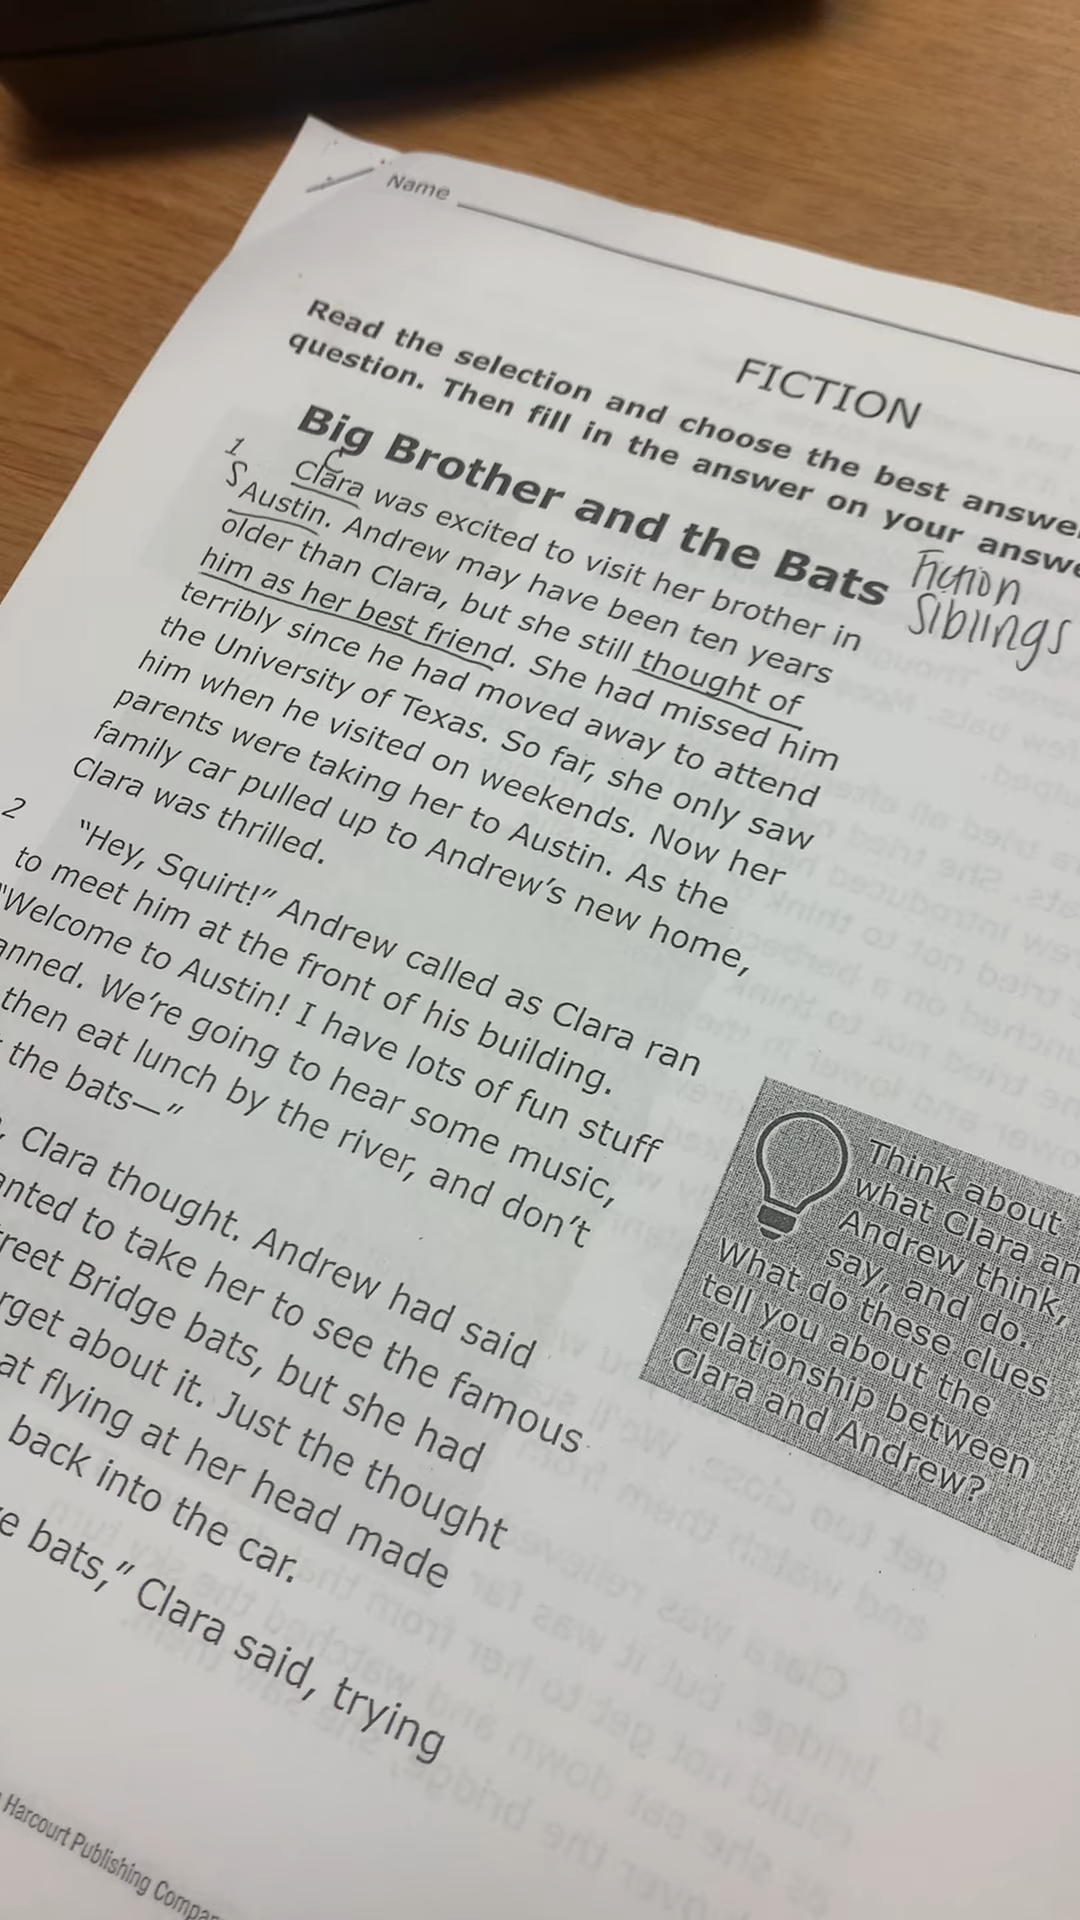 Name
FICTION
Read the selection and choose the best
question. Then fill in the answer on your
Big Brother and the Bats
Fiction
Siblings
1
C
Clara was excited to visit her brother in
S
Austin. Andrew may have been ten years
older than Clara, but she still thought of
him as her best friend. She had missed him
terribly since he had moved away to attend
the University of Texas. So far, she only saw
him when he visited on weekends. Now her
parents were taking her to Austin. As the
family car pulled up to Andrew's new home,
Clara was thrilled.
2
"Hey, Squirt!" Andrew called as Clara ran
to meet him at the front of his building.
"Welcome to Austin! I have lots of fun stuff
We're going to hear some music,
then eat lunch by the river, and don't
the bats—"
Clara thought. Andrew had said
to take her to see the famous
Bridge bats, but she had
about it. Just the thought
flying at her head made
back into the car.
bats," Clara said, trying
Think about
what Clara
Andrew think,
say, and do.
What do these clues
tell you about the
relationship between
Clara and Andrew?
Harcourt Publishing